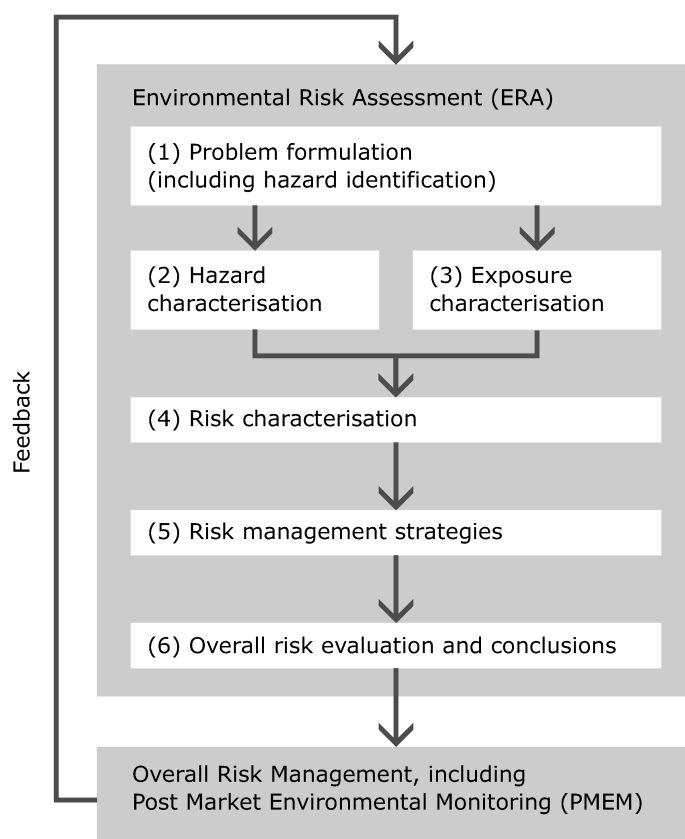 Environmental Risk Assessment (ERA)
(1) Problem formulation
(including hazard identification)
(2) Hazard
characterisation
(3) Exposure
characterisation
Feedback
(4) Risk characterisation
(5) Risk management strategies
(6) Overall risk evaluation and conclusions
Overall Risk Management, including
Post Market Environmental Monitoring (PMEM)